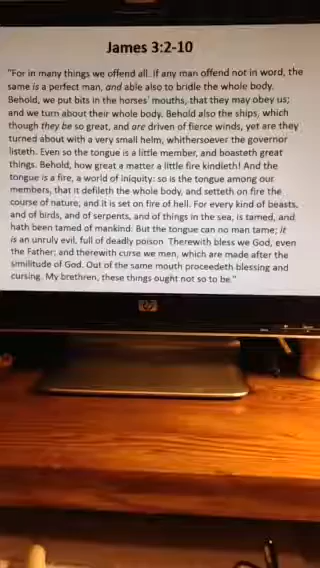 James 3:2-10
"For in many things we offend all. If any man offend not in word, the
same is a perfect man, and able also to bridle the whole body.
Behold, we put bits in the horses' mouths, that they may obey us;
and we turn about their whole body. Behold also the ships, which
though they be so great, and are driven of fierce winds, yet are they
turned about with a very small helm, whithersoever the governor
listeth. Even so the tongue is a little member, and boasteth great
things. Behold, how great a matter a little fire kindleth! And the
tongue is a fire, a world of iniquity: so is the tongue among our
members, that it defileth the whole body, and setteth on fire the
course of nature, and it is set on fire of hell. For every kind of beasts,
and of birds, and of serpents, and of things in the sea, is tamed, and
hath been tamed of mankind: But the tongue can no man tame; it
is an unruly evil, full of deadly poison. Therewith bless we God, even
the Father; and therewith curse we men, which are made after the
similitude of God. Out of the same mouth proceedeth blessing and
cursing. My brethren, these things ought not so to be."
hp